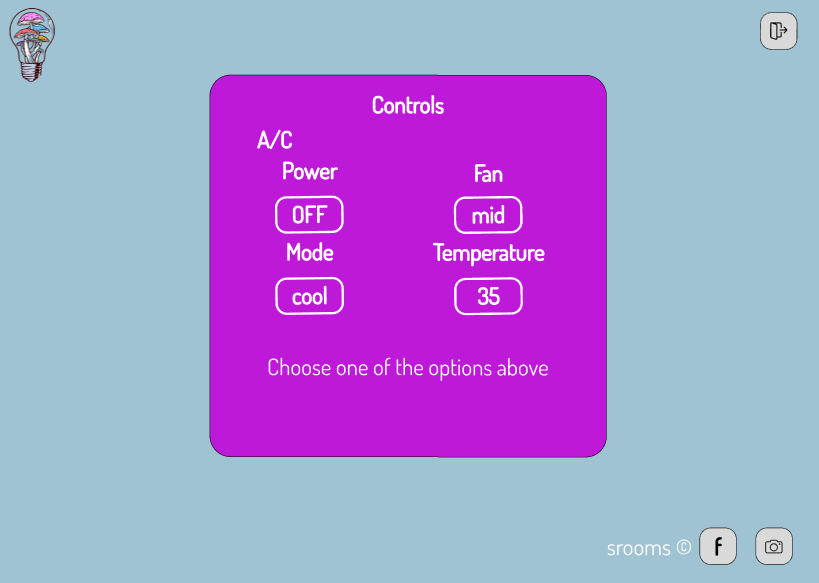 Controls
A/C
Power
Fan
OFF
mid
Mode
Temperature
cool
35
Choose one of the options above
srooms ©
f